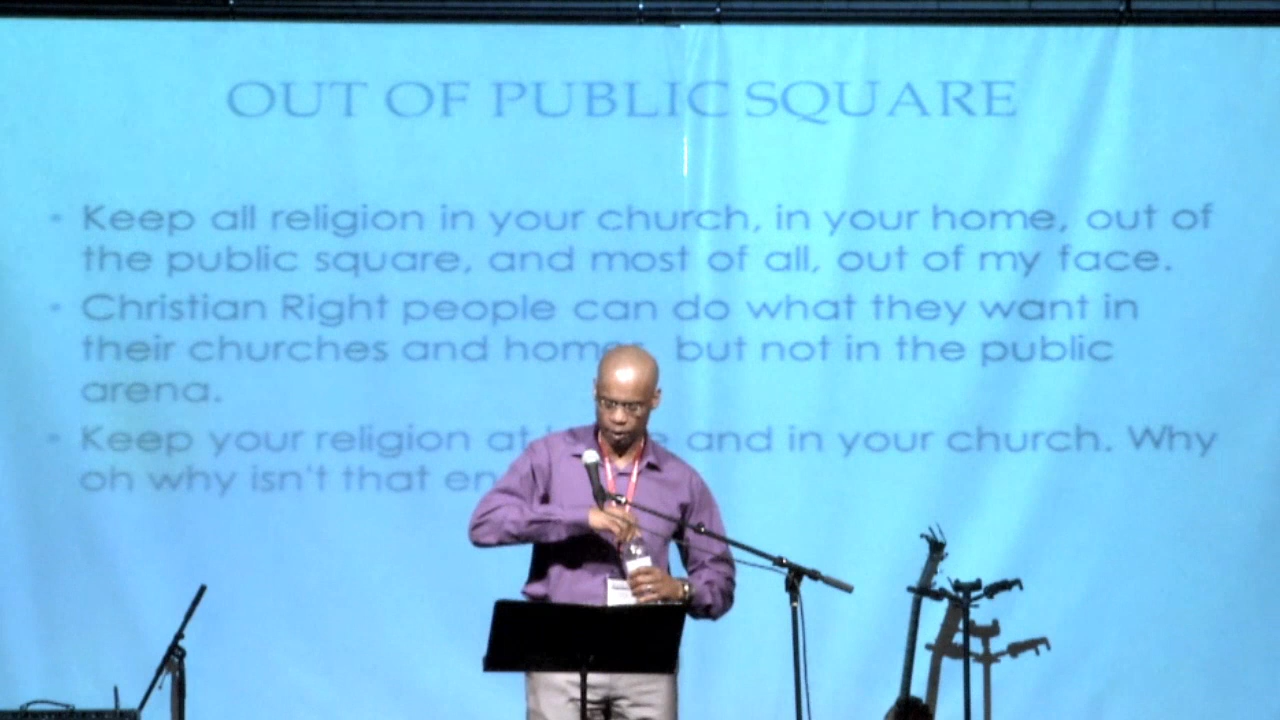 OUT OF PUBLIC SQUARE
• Keep all religion in your church, in your home, out of
the public square, and most of all, out of my face.
• Christian Right people can do what they want in
their churches and but not in the public
arena.
• Keep your religion at and in your church. Why
oh why isn't that